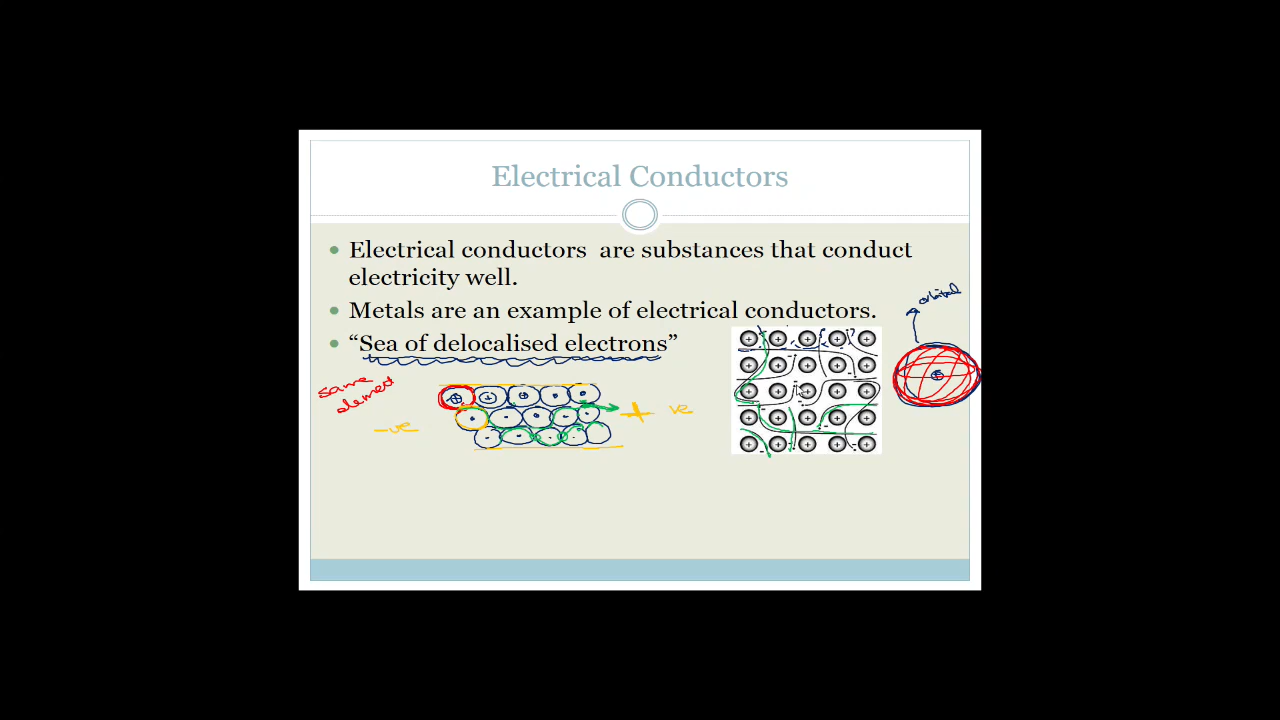 Electrical Conductors
Electrical conductors are substances that conduct
electricity well.
Metals are an example of electrical conductors.
"Sea of delocalised electrons"
orbital
same
element
-ve
+ ve